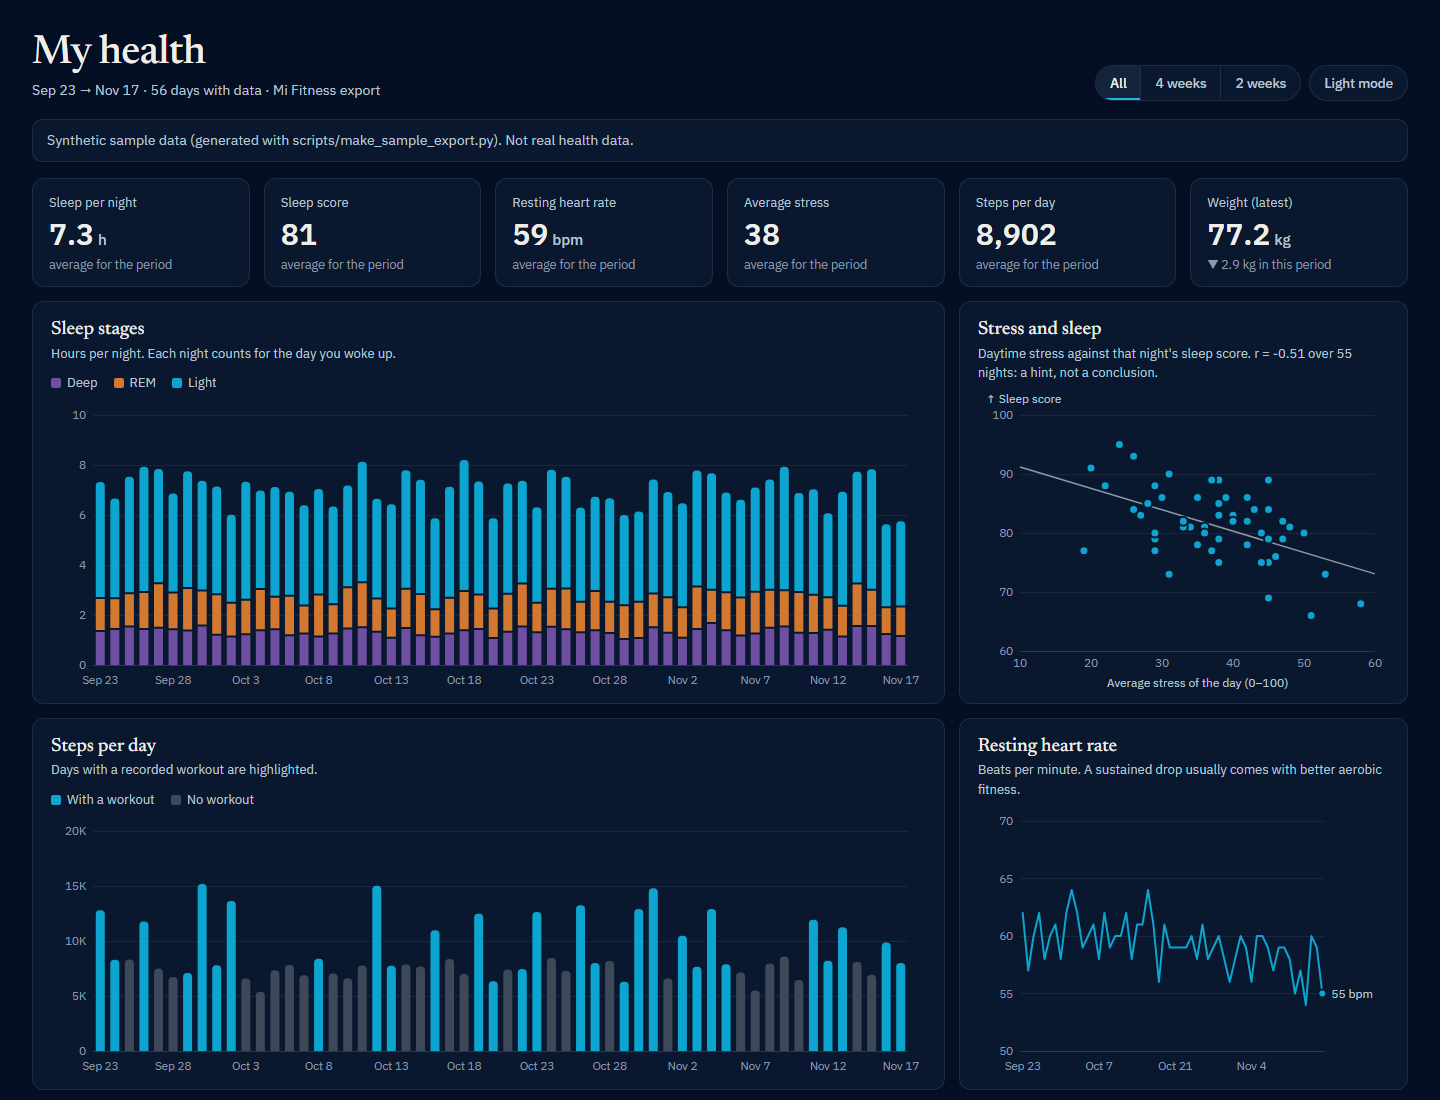 My health
Sep 23 → Nov 17 · 56 days with data · Mi Fitness export
All
4 weeks
2 weeks
Light mode
Synthetic sample data (generated with scripts/make_sample_export.py). Not real health data.
Sleep per night
7.3 h
average for the period
Sleep score
81
average for the period
Resting heart rate
59 bpm
average for the period
Average stress
38
average for the period
Steps per day
8,902
average for the period
Weight (latest)
77.2 kg
▼ 2.9 kg in this period
Sleep stages
Hours per night. Each night counts for the day you woke up.
Deep
REM
Light
10
8
6
4
2
0
Sep 23
Sep 28
Oct 3
Oct 8
Oct 13
Oct 18
Oct 23
Oct 28
Nov 2
Nov 7
Nov 12
Nov 17
Stress and sleep
Daytime stress against that night's sleep score. r = -0.51 over 55
nights: a hint, not a conclusion.
↑ Sleep score
100
90
80
70
60
10
20
30
40
50
60
Average stress of the day (0–100)
Steps per day
Days with a recorded workout are highlighted.
With a workout
No workout
20K
15K
10K
5K
0
Sep 23
Sep 28
Oct 3
Oct 8
Oct 13
Oct 18
Oct 23
Oct 28
Nov 2
Nov 7
Nov 12
Nov 17
Resting heart rate
Beats per minute. A sustained drop usually comes with better aerobic
fitness.
70
65
60
55
50
55 bpm
Sep 23
Oct 7
Oct 21
Nov 4